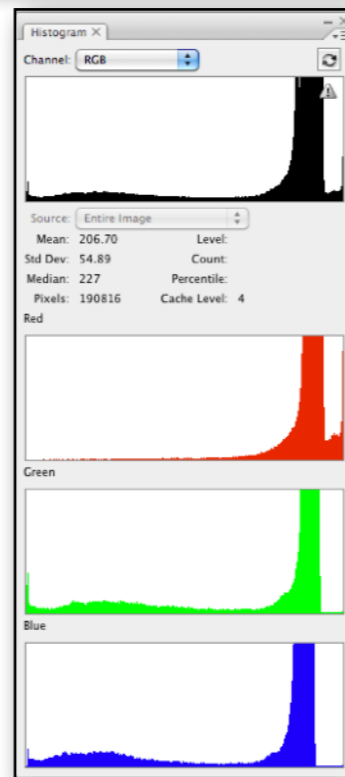 Histogram ×
Channel: RGB
Source: Entire Image
Mean: 206.70 Level:
Std Dev: 54.89 Count:
Median: 227 Percentile:
Pixels: 190816 Cache Level: 4
Red
Green
Blue